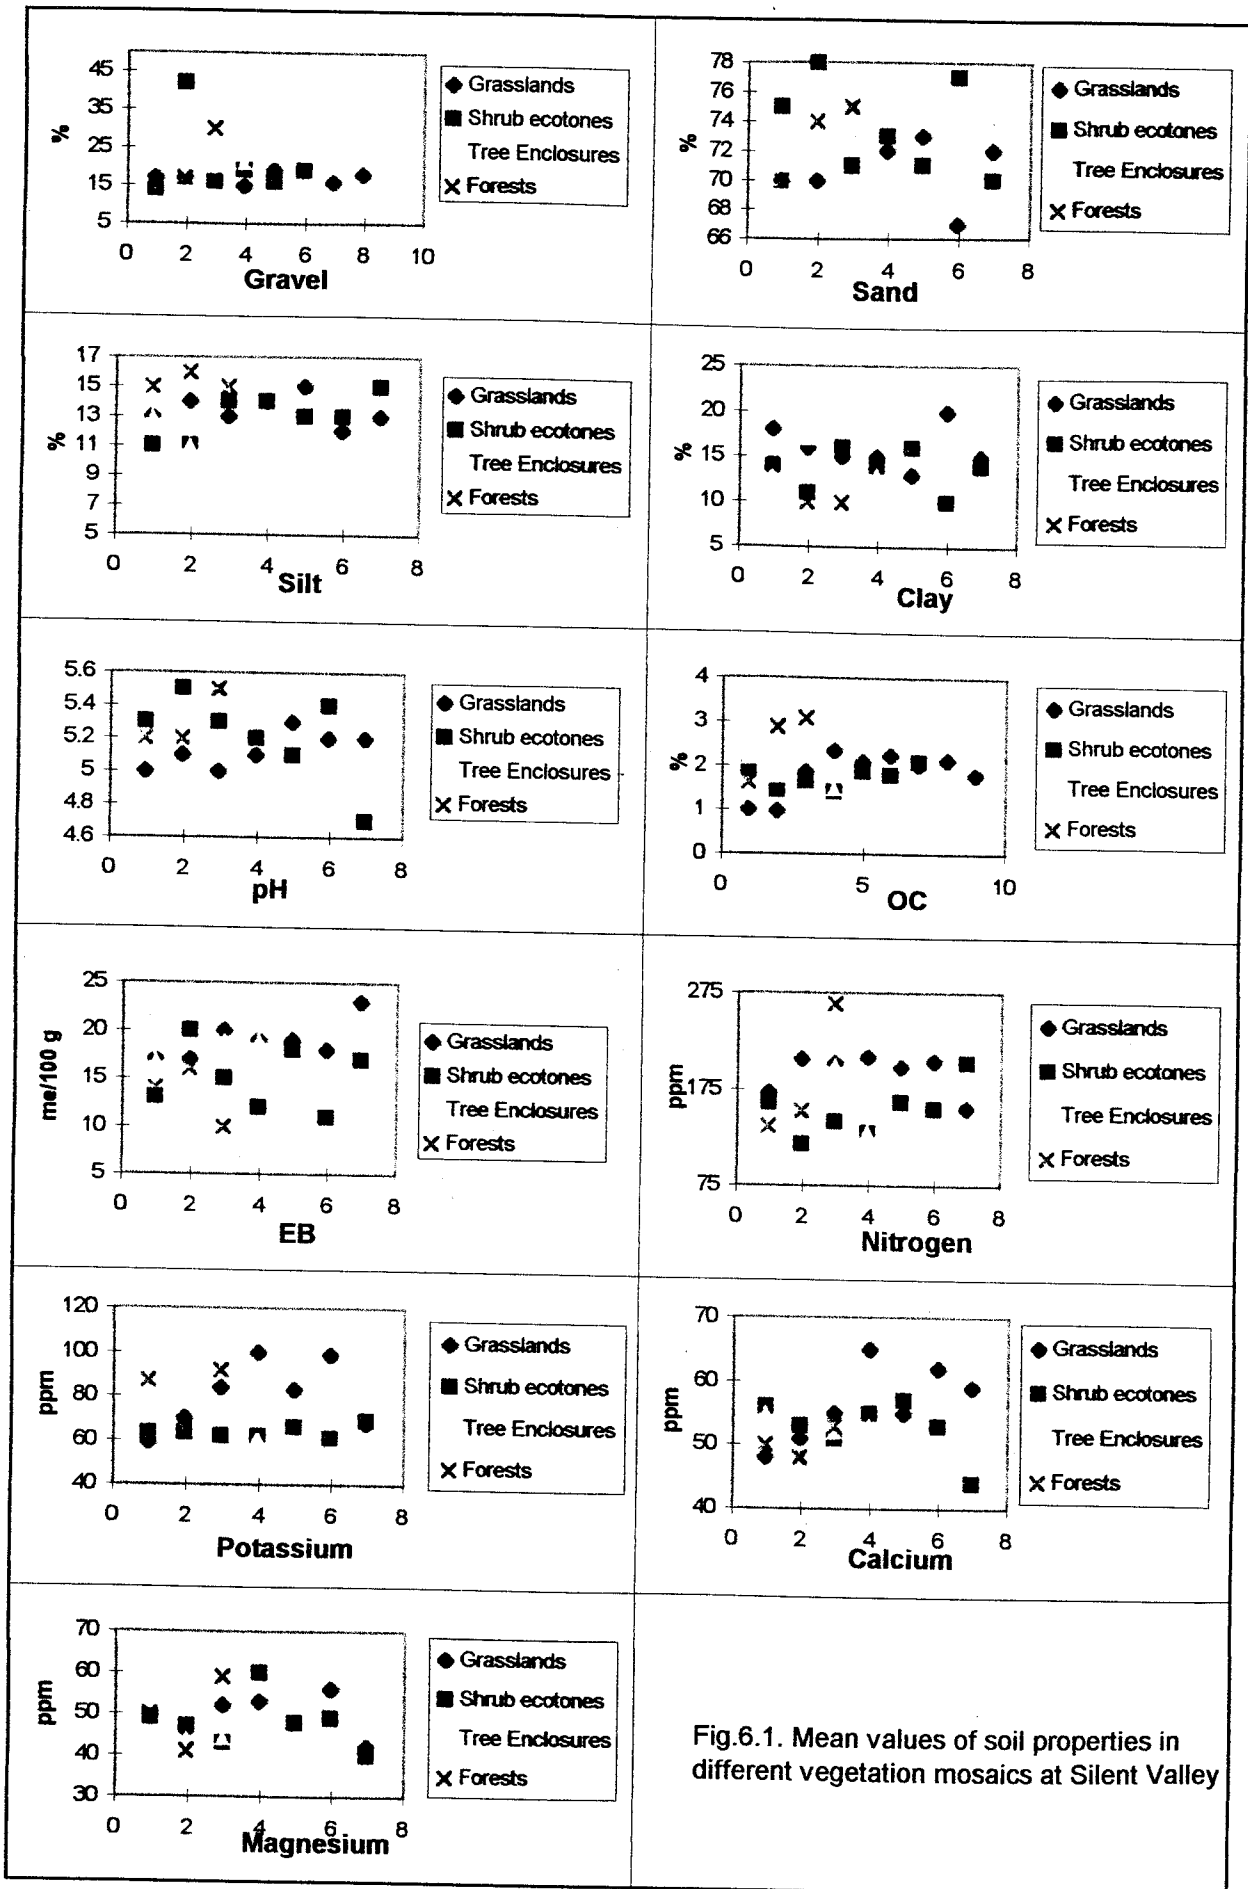 45
35
25
15
5
%
0 2 4 6 8 10
Gravel
Grasslands
Shrub ecotones
Tree Enclosures
Forests
78
76
74
72
70
68
66
%
0 2 4 6 8
Sand
Grasslands
Shrub ecotones
Tree Enclosures
Forests
17
15
13
11
9
7
5
%
0 2 4 6 8
Silt
Grasslands
Shrub ecotones
Tree Enclosures
Forests
25
20
15
10
5
%
0 2 4 6 8
Clay
Grasslands
Shrub ecotones
Tree Enclosures
Forests
5.6
5.4
5.2
5
4.8
4.6
0 2 4 6 8
pH
Grasslands
Shrub ecotones
Tree Enclosures
Forests
4
3
2
1
0
%
0 5 10
OC
Grasslands
Shrub ecotones
Tree Enclosures
Forests
25
20
15
10
5
me/100 g
0 2 4 6 8
EB
Grasslands
Shrub ecotones
Tree Enclosures
Forests
275
175
75
ppm
0 2 4 6 8
Nitrogen
Grasslands
Shrub ecotones
Tree Enclosures
Forests
120
100
80
60
40
ppm
0 2 4 6 8
Potassium
Grasslands
Shrub ecotones
Tree Enclosures
Forests
70
60
50
40
ppm
0 2 4 6 8
Calcium
Grasslands
Shrub ecotones
Tree Enclosures
Forests
70
60
50
40
30
ppm
0 2 4 6 8
Magnesium
Grasslands
Shrub ecotones
Tree Enclosures
Forests
Fig.6.1. Mean values of soil properties in
different vegetation mosaics at Silent Valley